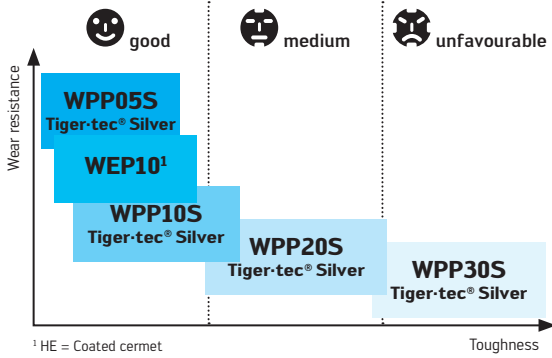 good
medium
unfavourable
Wear resistance
WPP05S
Tiger·tec® Silver
WEP10¹
WPP10S
Tiger·tec® Silver
WPP20S
Tiger·tec® Silver
WPP30S
Tiger·tec® Silver
¹ HE = Coated cermet
Toughness